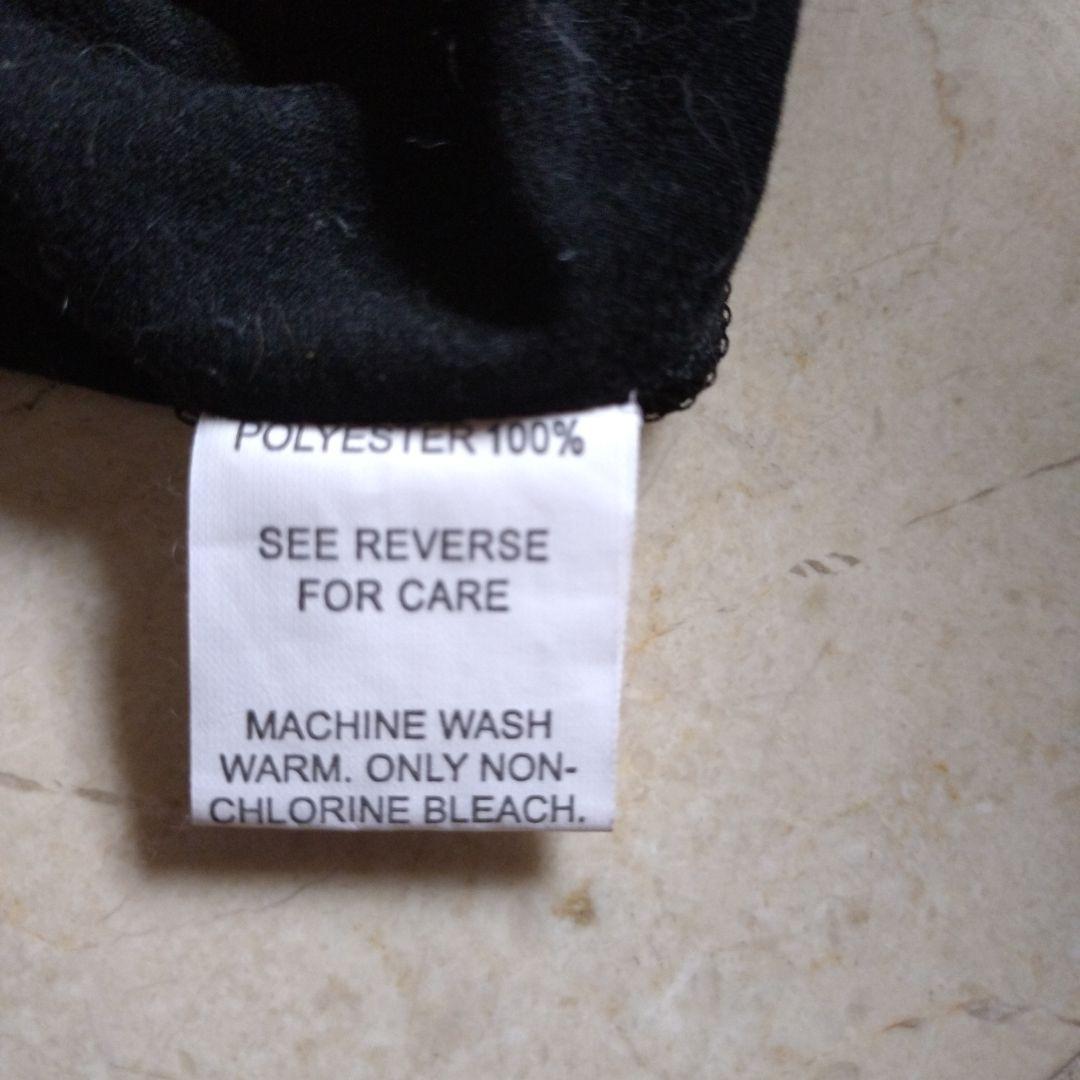 POLYESTER 100%
SEE REVERSE
FOR CARE
MACHINE WASH
WARM. ONLY NON-
CHLORINE BLEACH.